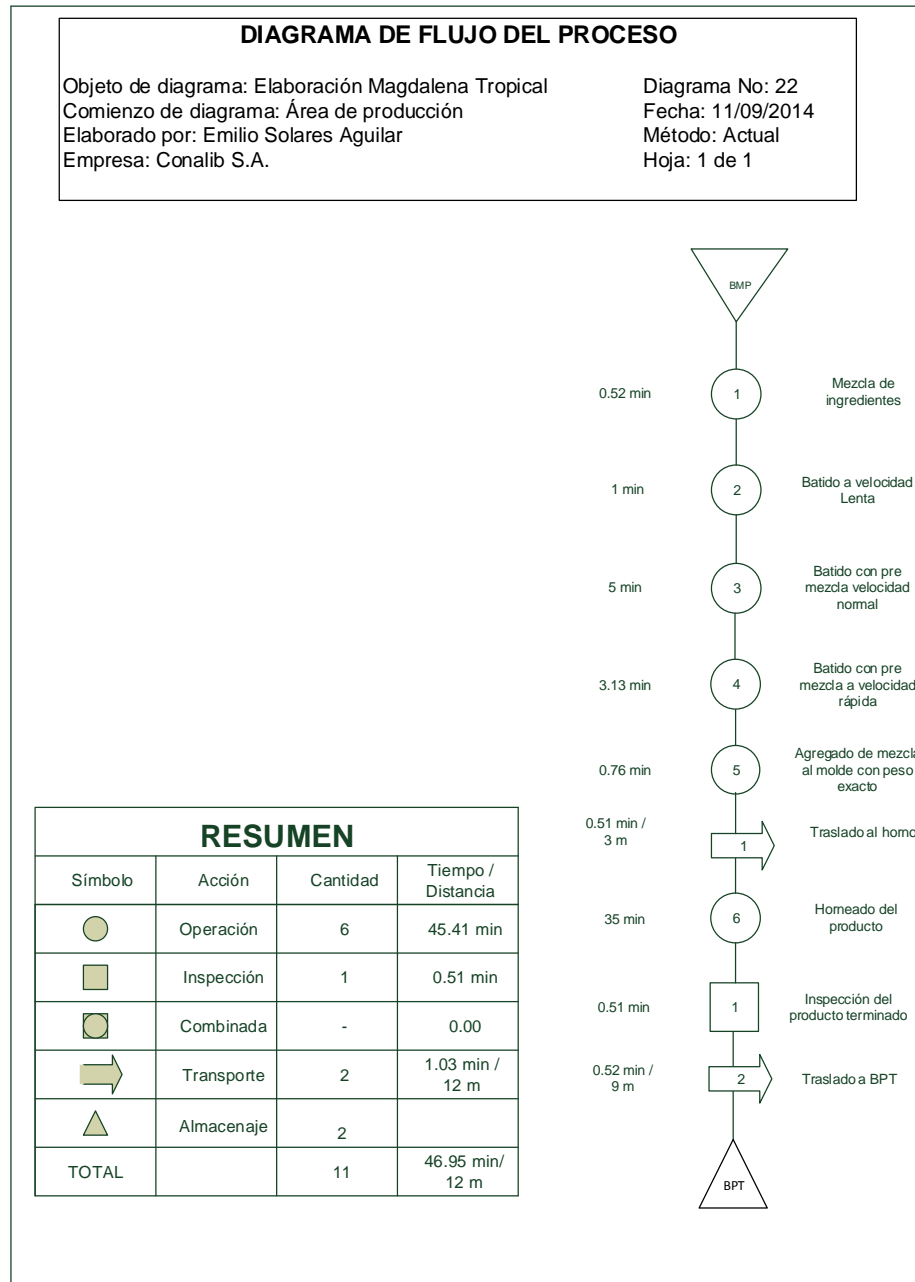 DIAGRAMA DE FLUJO DEL PROCESO
Objeto de diagrama: Elaboración Magdalena Tropical
Comienzo de diagrama: Área de producción
Elaborado por: Emilio Solares Aguilar
Empresa: Conalib S.A.
Diagrama No: 22
Fecha: 11/09/2014
Método: Actual
Hoja: 1 de 1
BMP
0.52 min
1
Mezcla de
ingredientes
1 min
2
Batido a velocidad
Lenta
5 min
3
Batido con pre
mezcla velocidad
normal
3.13 min
4
Batido con pre
mezcla a velocidad
rápida
0.76 min
5
Agregado de mezcla
al molde con peso
exacto
0.51 min /
3 m
1
Traslado al horno
35 min
6
Horneado del
producto
0.51 min
1
Inspección del
producto terminado
0.52 min /
9 m
2
Traslado a BPT
BPT
RESUMEN
Símbolo
Acción
Cantidad
Tiempo /
Distancia
Operación
6
45.41 min
Inspección
1
0.51 min
Combinada
-
0.00
Transporte
2
1.03 min /
12 m
Almacenaje
2
TOTAL
11
46.95 min/
12 m